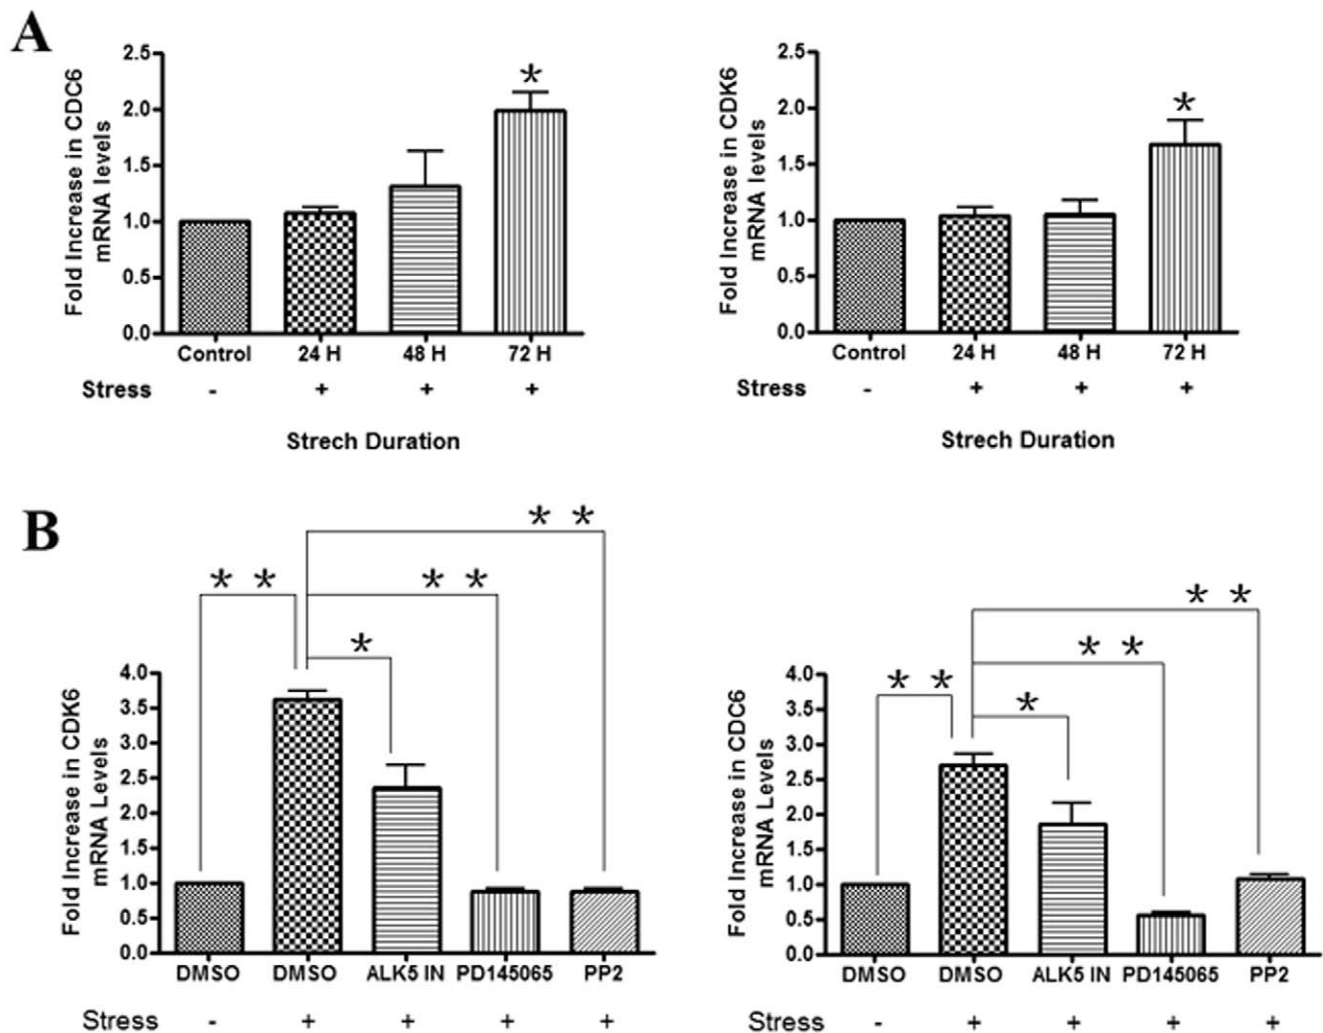 A
Fold Increase in CDC6
mRNA levels
2.5
2.0
1.5
1.0
0.5
0.0
*
Control 24 H 48 H 72 H
Stress - + + +
Strech Duration
Fold Increase in CDK6
mRNA levels
2.5
2.0
1.5
1.0
0.5
0.0
*
Control 24 H 48 H 72 H
Stress - + + +
Strech Duration
B
* *
* * * *
*
Fold Increase in CDK6
mRNA Levels
4.0
3.5
3.0
2.5
2.0
1.5
1.0
0.5
0.0
DMSO DMSO ALK5 IN PD145065 PP2
Stress - + + + +
* *
* *
* *
*
Fold Increase in CDC6
mRNA Levels
4.0
3.5
3.0
2.5
2.0
1.5
1.0
0.5
0.0
DMSO DMSO ALK5 IN PD145065 PP2
Stress - + + + +